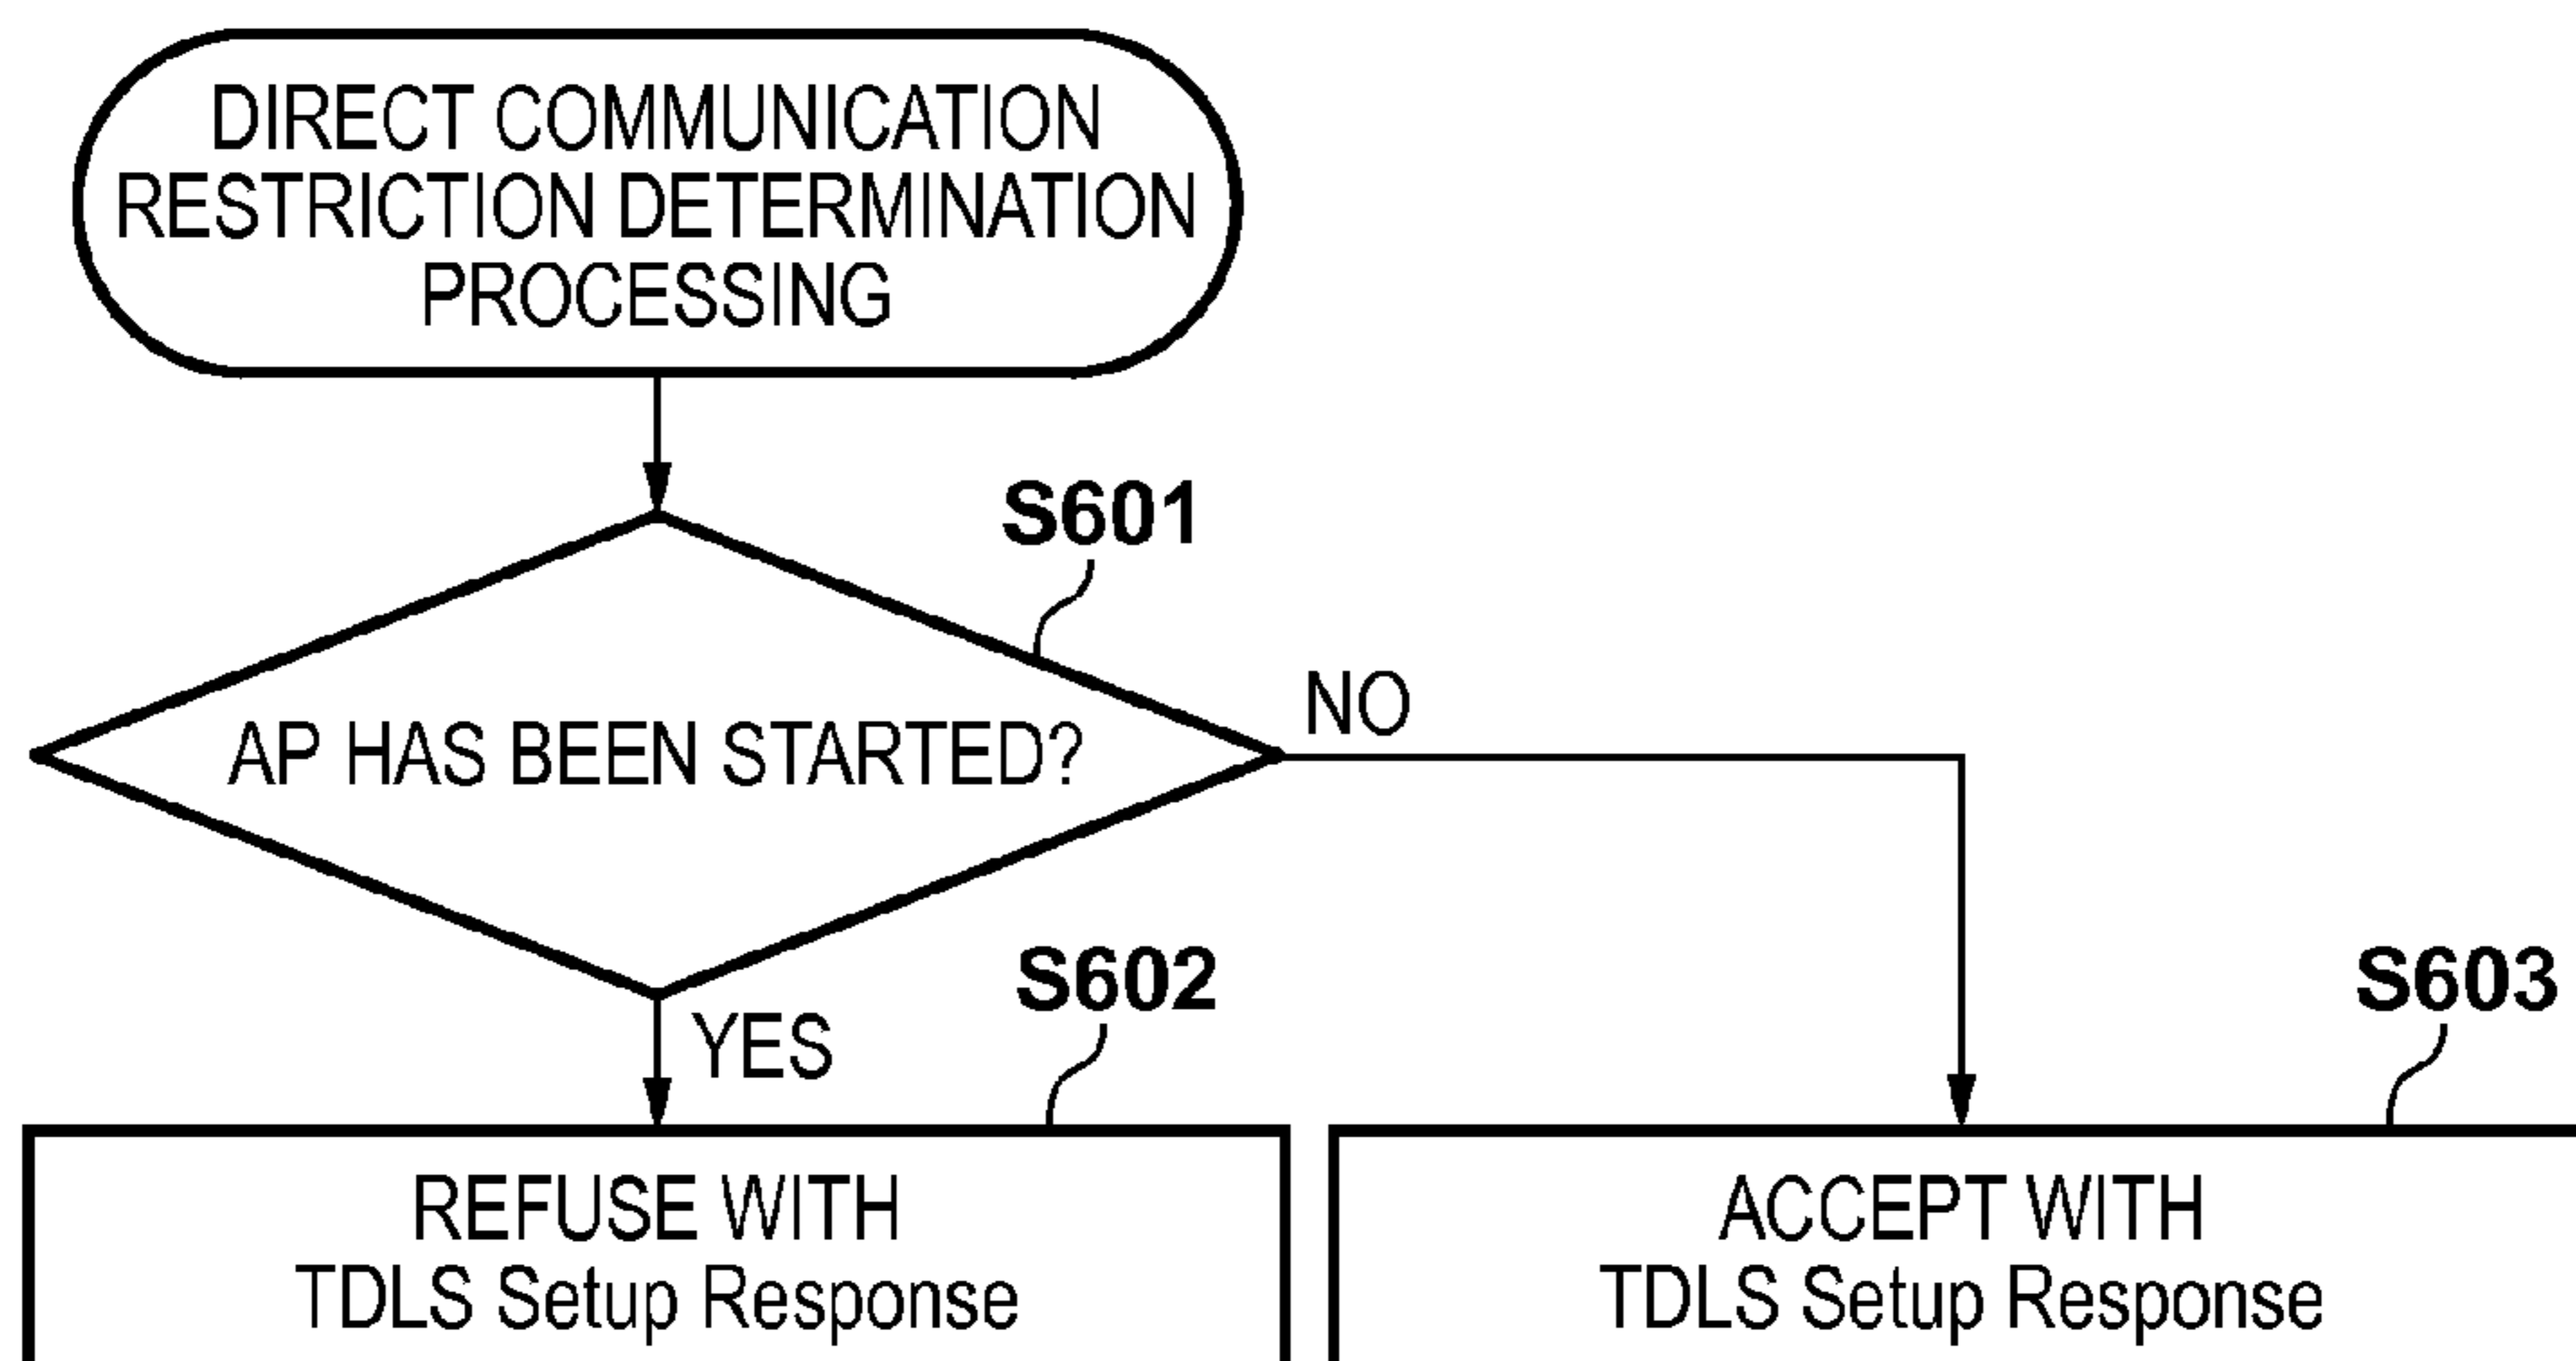 DIRECT COMMUNICATION
RESTRICTION DETERMINATION
PROCESSING
S601
AP HAS BEEN STARTED?
NO
YES
S602
S603
REFUSE WITH
TDLS Setup Response
ACCEPT WITH
TDLS Setup Response